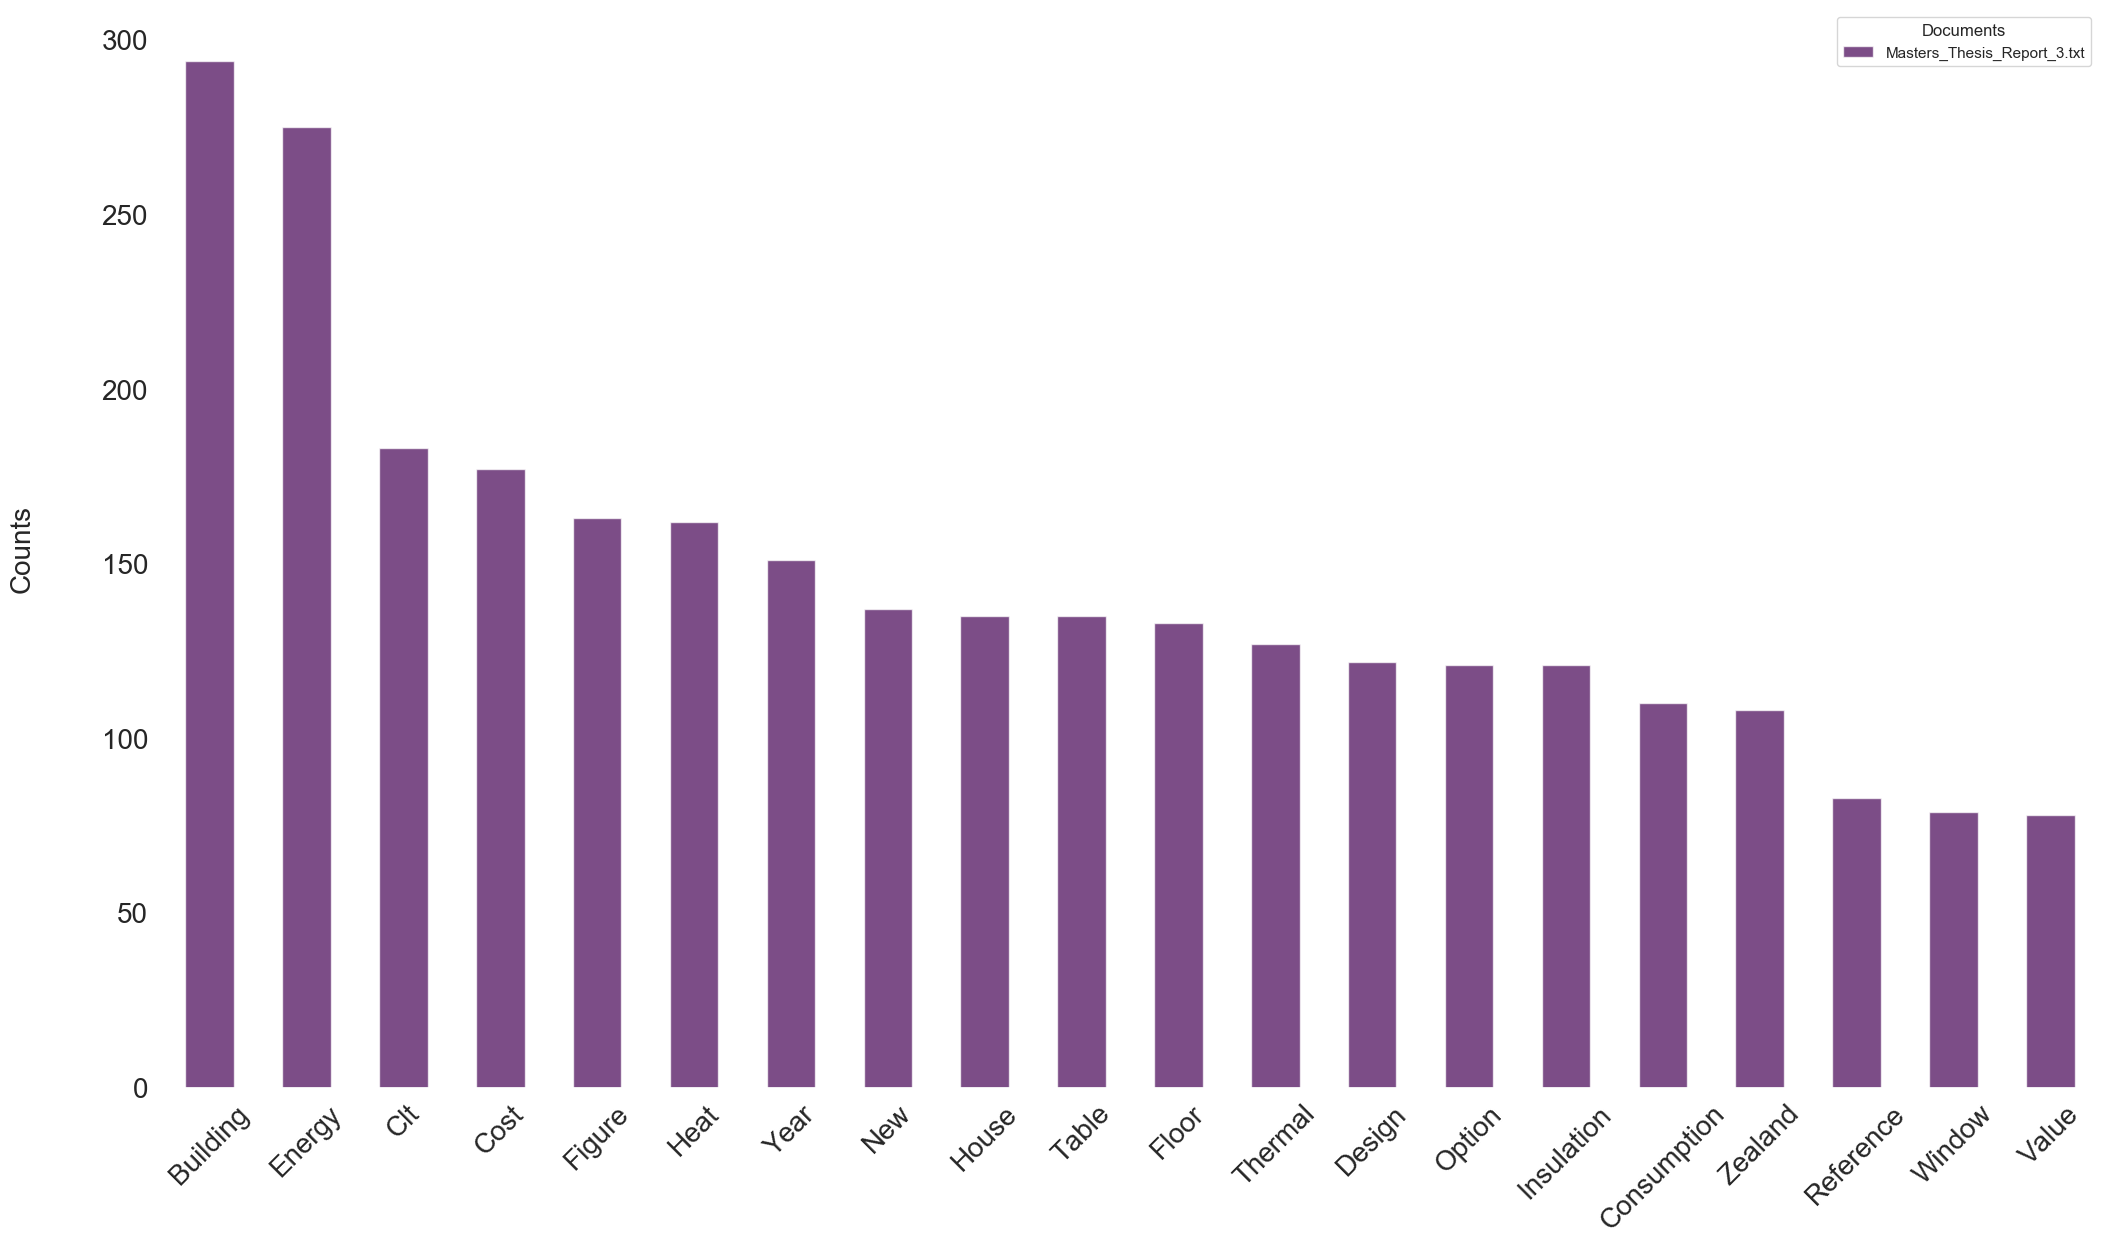 Documents
Masters_Thesis_Report_3.txt
300
250
200
150
100
50
0
Counts
Building
Energy
Clt
Cost
Figure
Heat
Year
New
House
Table
Floor
Thermal
Design
Option
Insulation
Consumption
Zealand
Reference
Window
Value